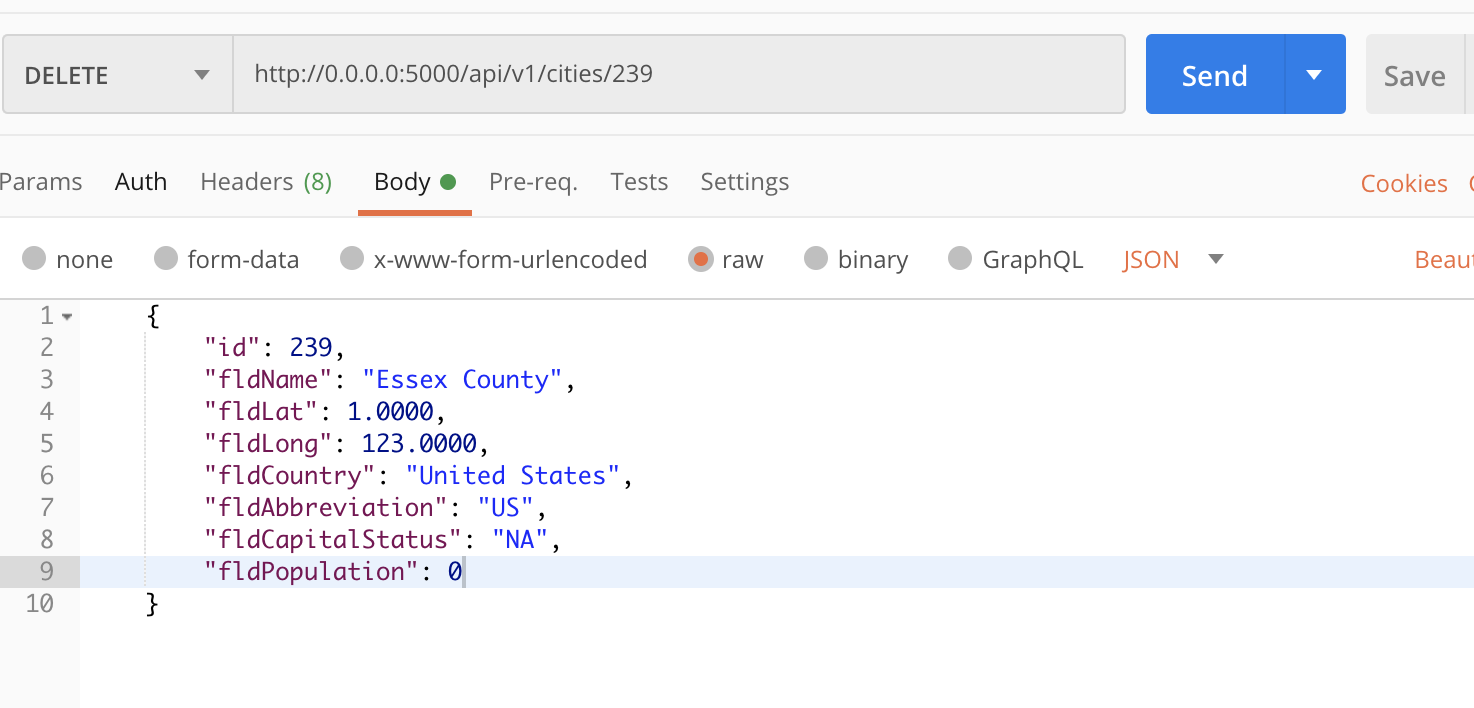 DELETE http://0.0.0.0:5000/api/v1/cities/239 Send Save
Params Auth Headers (8) Body Pre-req. Tests Settings Cookies
none form-data x-www-form-urlencoded raw binary GraphQL JSON Beaut
1 {
2 "id": 239,
3 "fldName": "Essex County",
4 "fldLat": 1.0000,
5 "fldLong": 123.0000,
6 "fldCountry": "United States",
7 "fldAbbreviation": "US",
8 "fldCapitalStatus": "NA",
9 "fldPopulation": 0
10 }